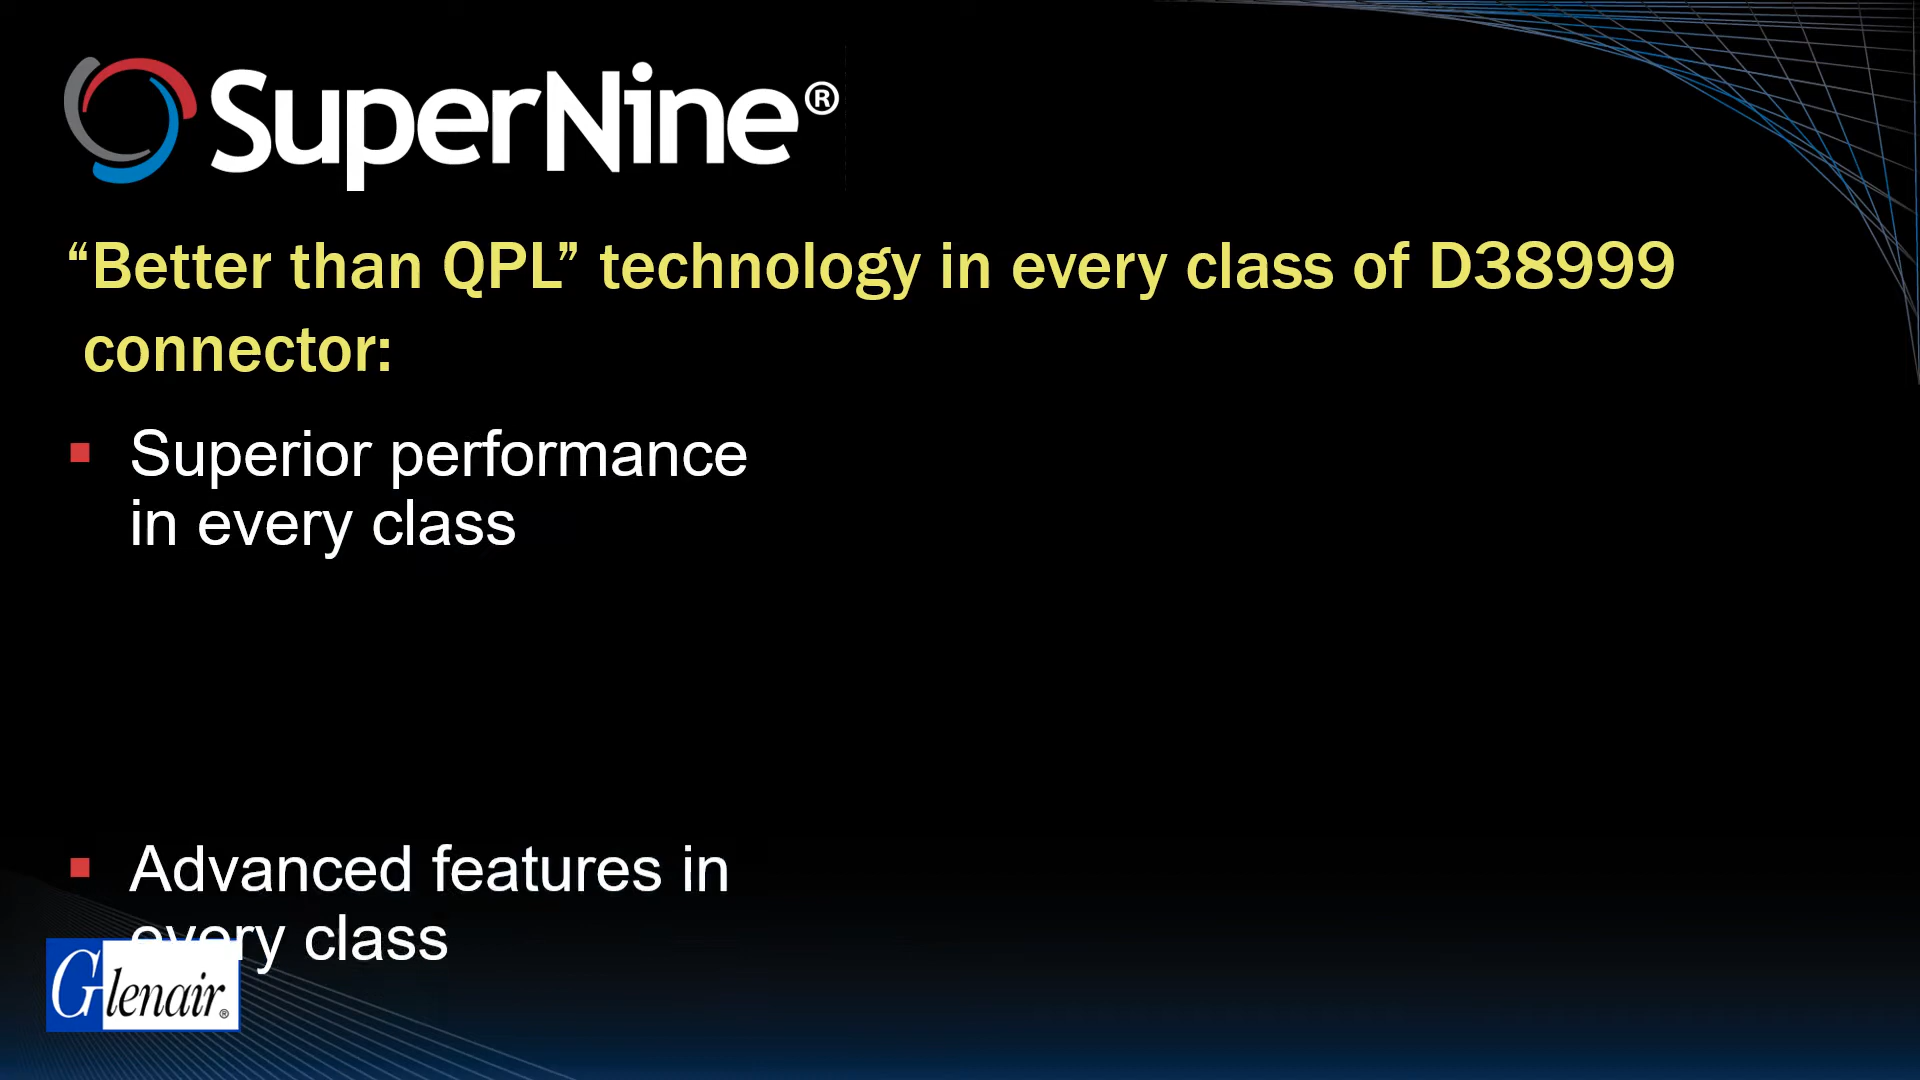 SuperNine®
“Better than QPL” technology in every class of D38999
connector:
▪ Superior performance
in every class
▪ Advanced features in
every class
Glenair®